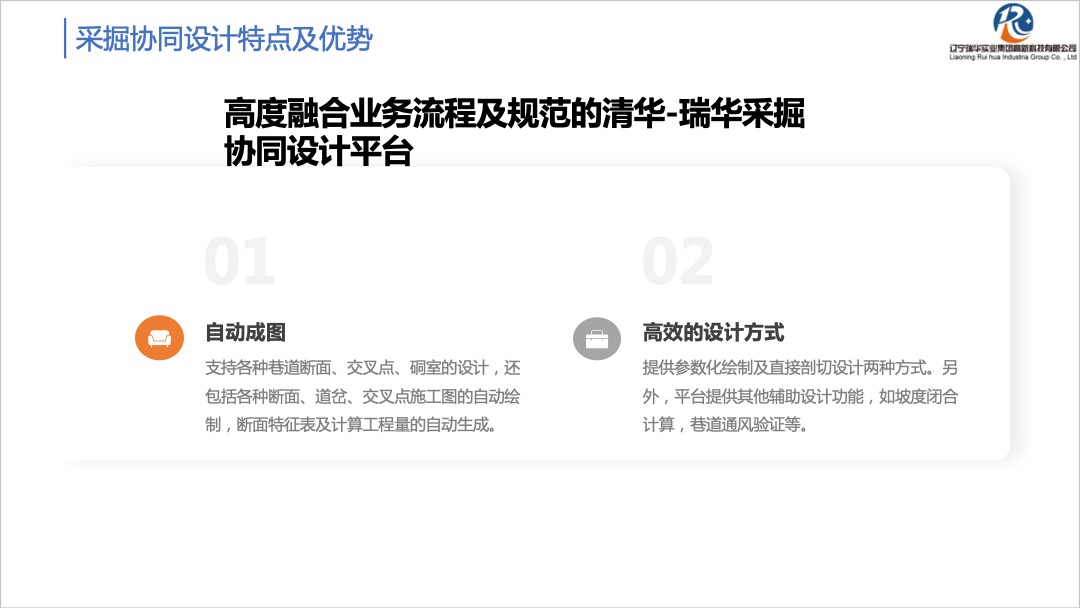 采掘协同设计特点及优势
辽宁瑞华实业集团高新科技有限公司
Liaoning Rui hua Industria Group Co. , Ltd
高度融合业务流程及规范的清华-瑞华采掘
协同设计平台
01
自动成图
支持各种巷道断面、交叉点、硐室的设计，还
包括各种断面、道岔、交叉点施工图的自动绘
制，断面特征表及计算工程量的自动生成。
02
高效的设计方式
提供参数化绘制及直接剖切设计两种方式。另
外，平台提供其他辅助设计功能，如坡度闭合
计算，巷道通风验证等。